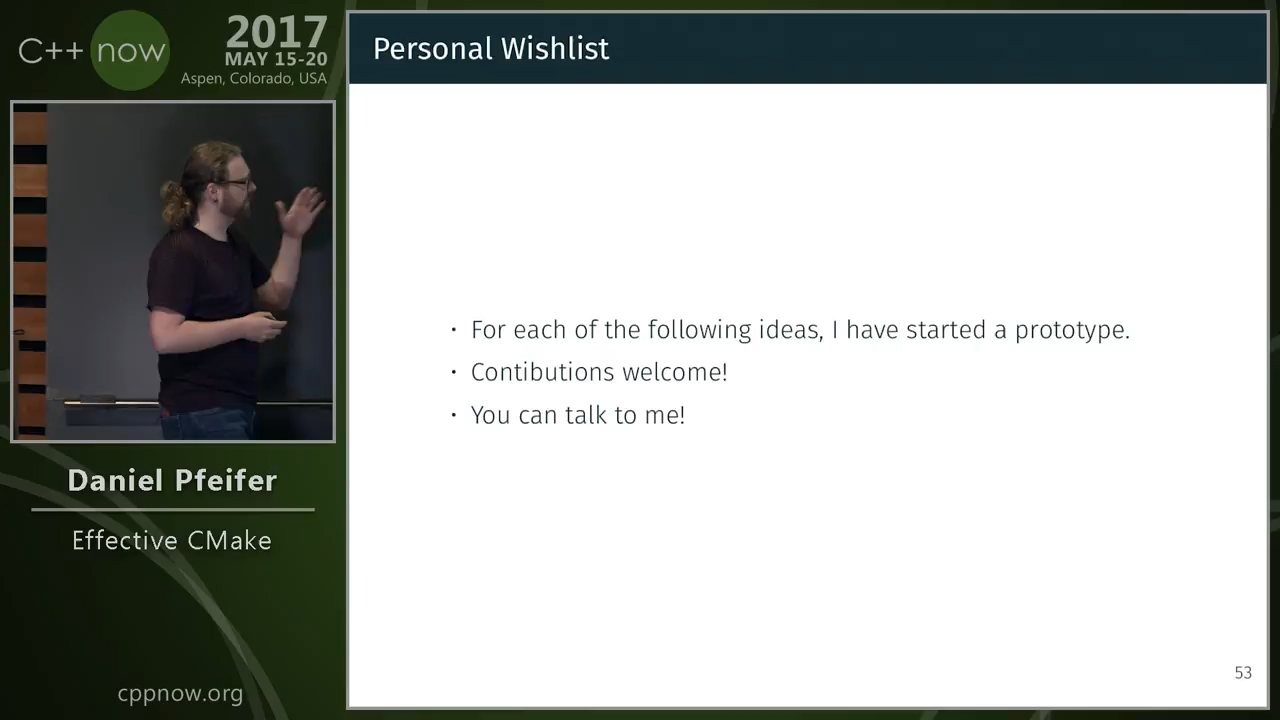 C++ now
2017
MAY 15-20
Aspen, Colorado, USA
Daniel Pfeifer
Effective CMake
cppnow.org
Personal Wishlist
· For each of the following ideas, I have started a prototype.
· Contibutions welcome!
· You can talk to me!
53